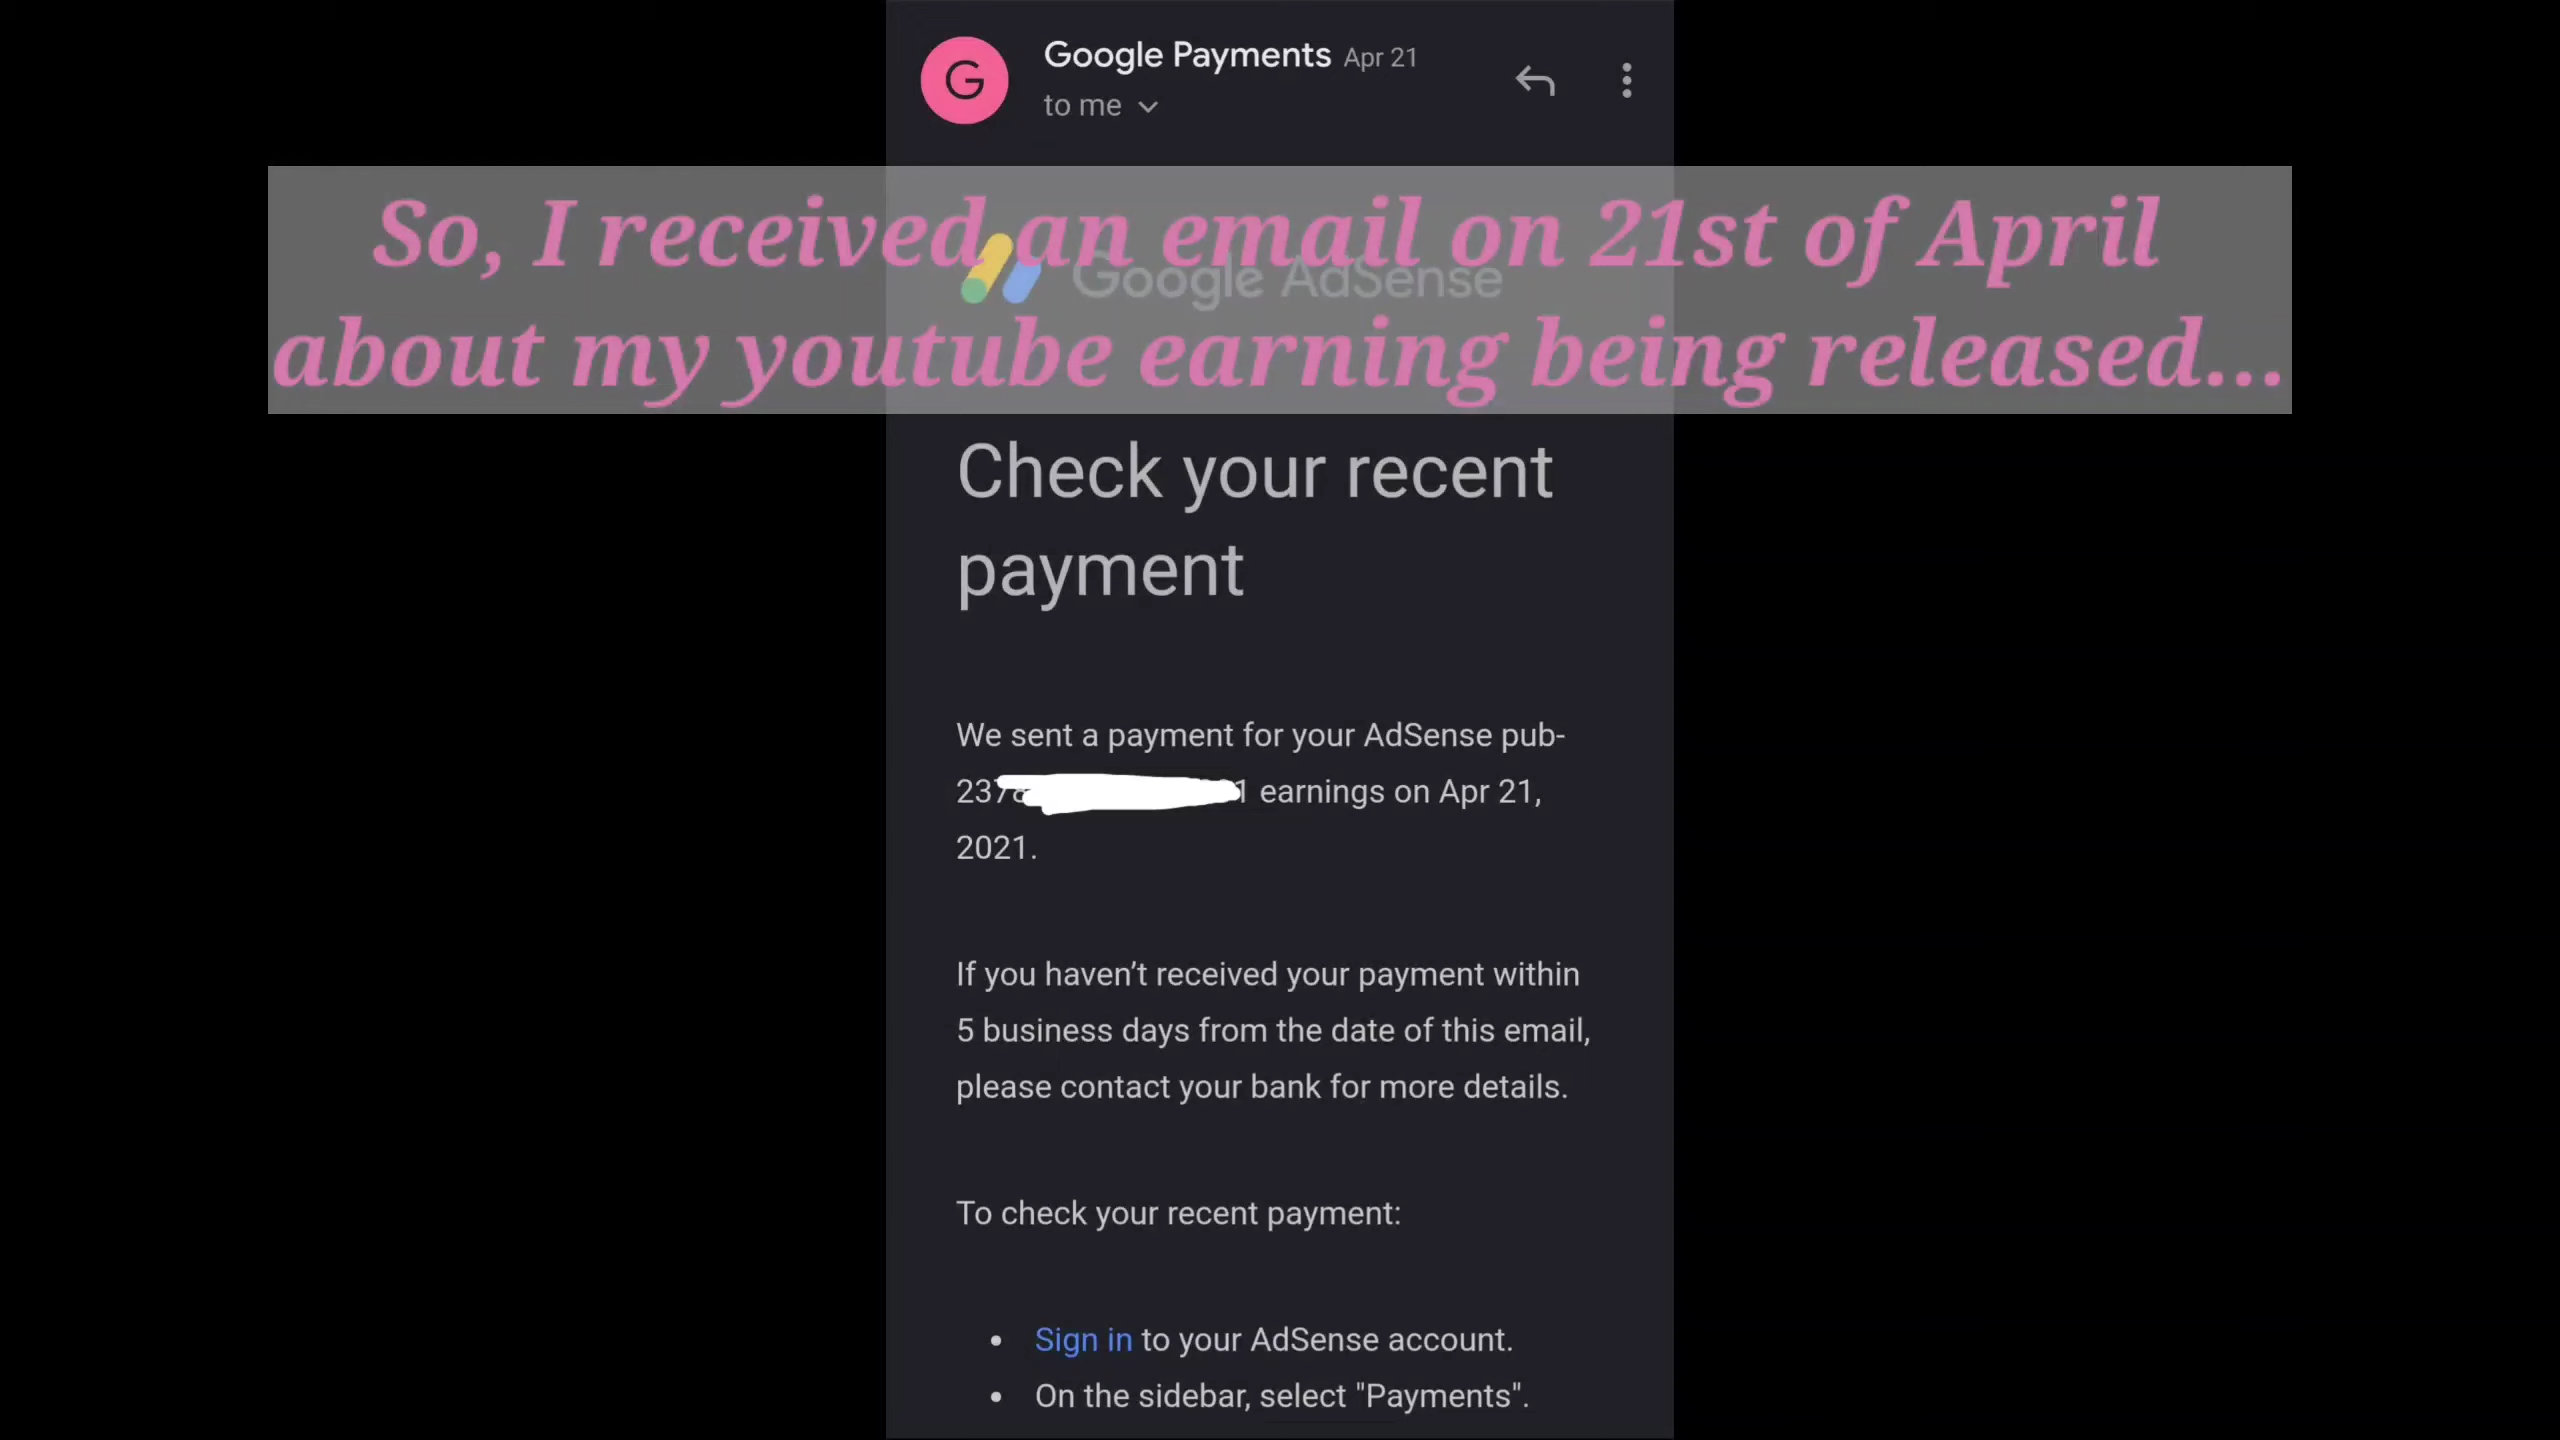 G
Google Payments Apr 21
to me
So, I received an email on 21st of April
Google AdSense
about my youtube earning being released...
Check your recent
payment
We sent a payment for your AdSense pub-
237 1 earnings on Apr 21,
2021.
If you haven’t received your payment within
5 business days from the date of this email,
please contact your bank for more details.
To check your recent payment:
• Sign in to your AdSense account.
• On the sidebar, select "Payments".